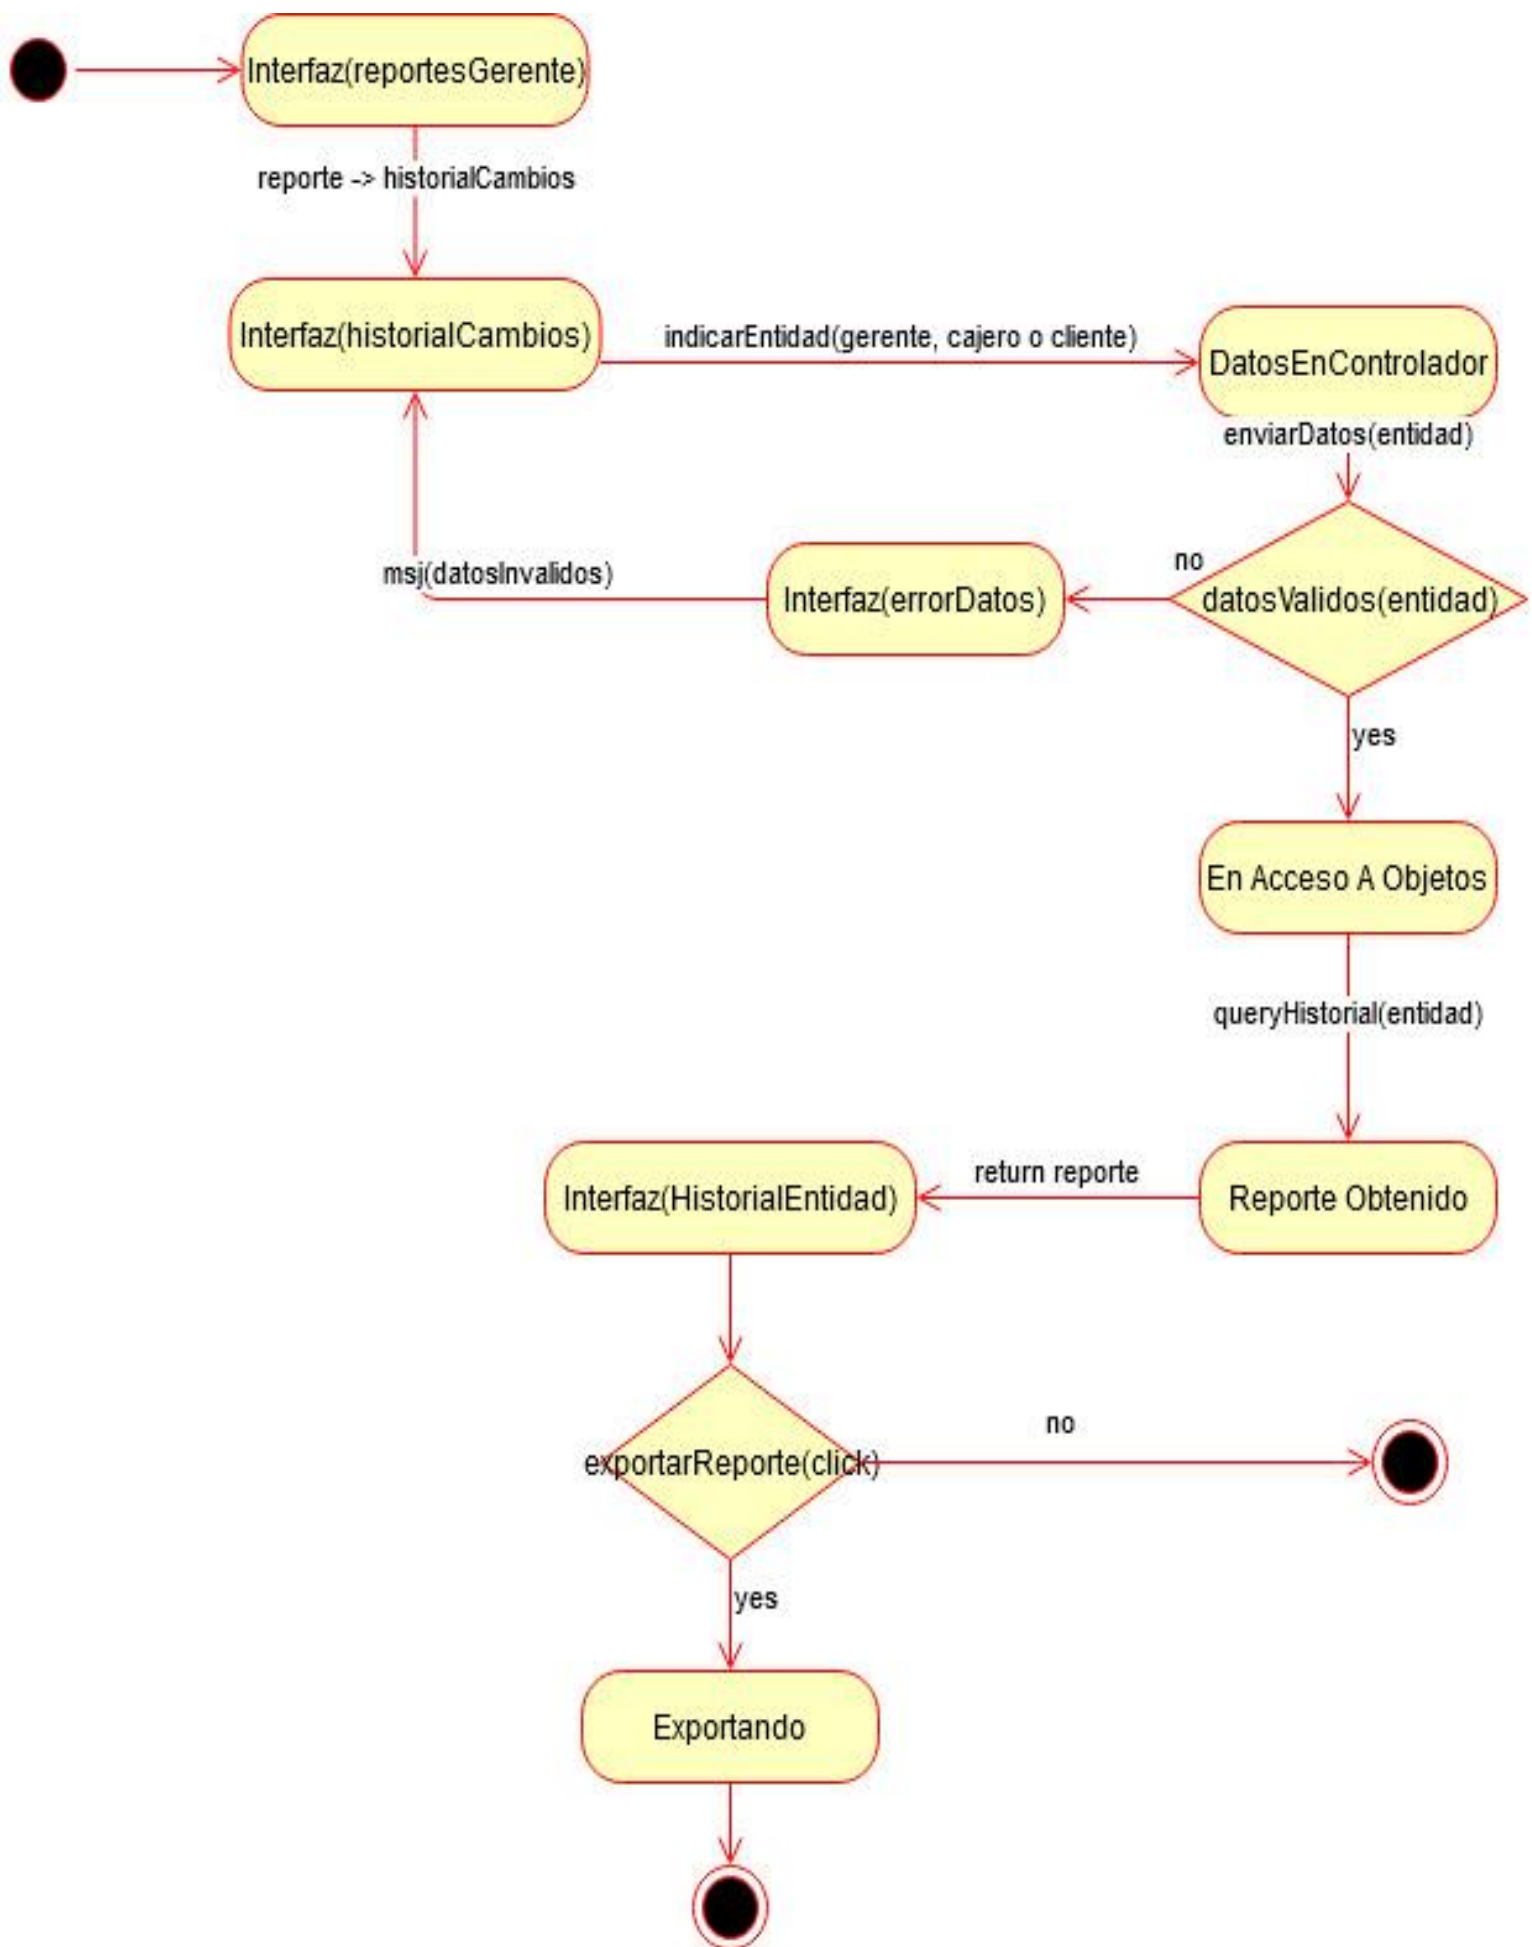 Interfaz(reportesGerente)
reporte -> historialCambios
Interfaz(historialCambios)
indicarEntidad(gerente, cajero o cliente)
DatosEnControlador
enviarDatos(entidad)
no
datosValidos(entidad)
Interfaz(errorDatos)
msj(datosInvalidos)
yes
En Acceso A Objetos
queryHistorial(entidad)
Reporte Obtenido
return reporte
Interfaz(HistorialEntidad)
exportarReporte(click)
no
yes
Exportando